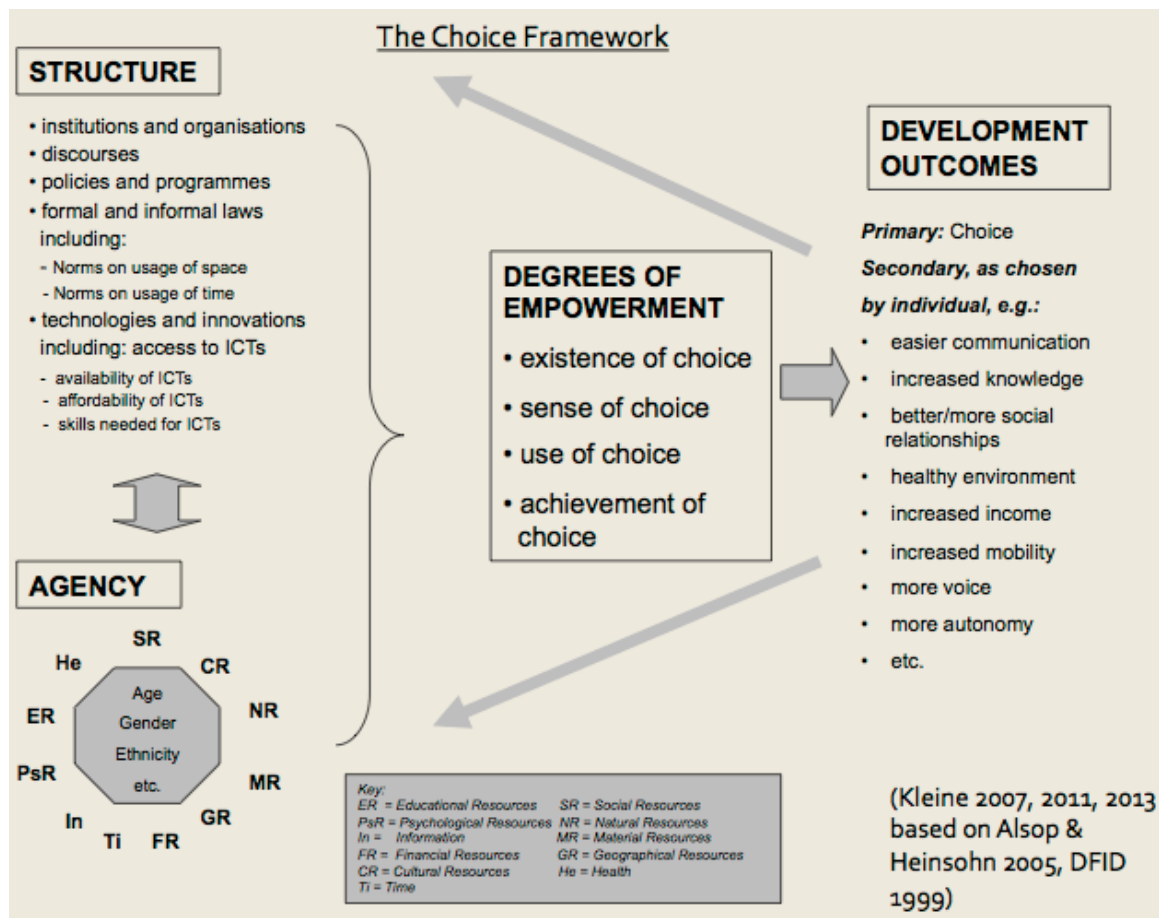 The Choice Framework
STRUCTURE
• institutions and organisations
• discourses
• policies and programmes
• formal and informal laws
including:
- Norms on usage of space
- Norms on usage of time
• technologies and innovations
including: access to ICTs
- availability of ICTs
- affordability of ICTs
- skills needed for ICTs
AGENCY
SR
He
CR
ER
NR
PsR
MR
In
GR
Ti
FR
Age
Gender
Ethnicity
etc.
DEGREES OF
EMPOWERMENT
• existence of choice
• sense of choice
• use of choice
• achievement of
choice
DEVELOPMENT
OUTCOMES
Primary: Choice
Secondary, as chosen
by individual, e.g.:
• easier communication
• increased knowledge
• better/more social
relationships
• healthy environment
• increased income
• increased mobility
• more voice
• more autonomy
• etc.
Key:
ER = Educational Resources SR = Social Resources
PsR = Psychological Resources NR = Natural Resources
In = Information MR = Material Resources
FR = Financial Resources GR = Geographical Resources
CR = Cultural Resources He = Health
Ti = Time
(Kleine 2007, 2011, 2013
based on Alsop &
Heinsohn 2005, DFID
1999)